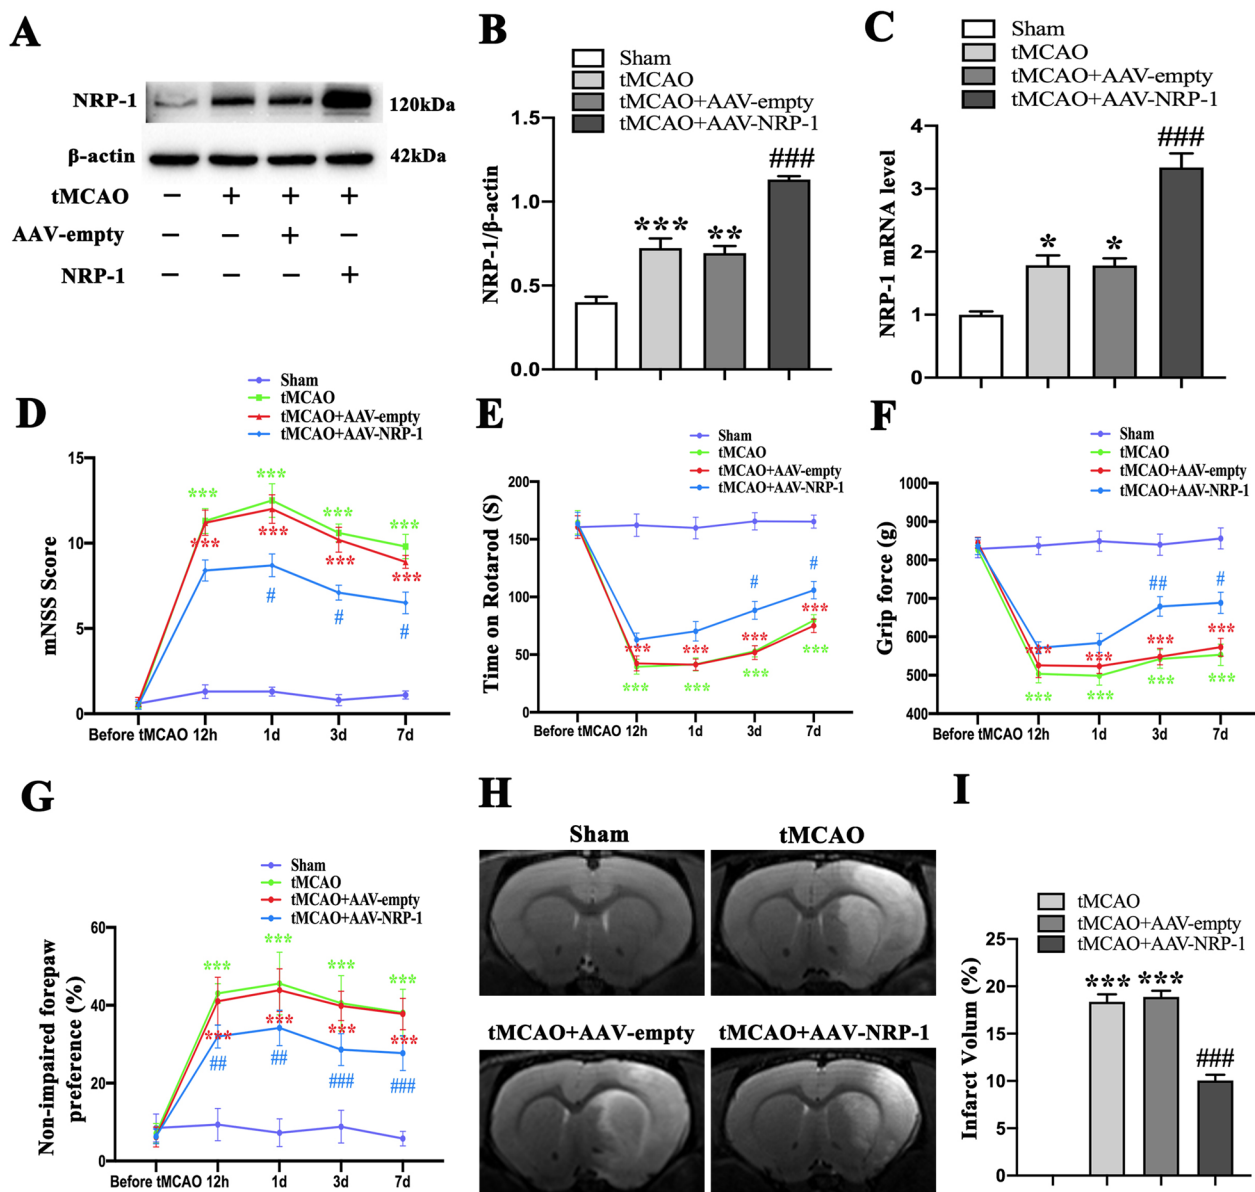 A
NRP-1
120kDa
β-actin
42kDa
tMCAO − + + +
AAV-empty − − + −
NRP-1 − − − +
B
Sham
tMCAO
tMCAO+AAV-empty
tMCAO+AAV-NRP-1
NRP-1/β-actin
1.5
1.0
0.5
0.0
***
**
###
C
Sham
tMCAO
tMCAO+AAV-empty
tMCAO+AAV-NRP-1
NRP-1 mRNA level
4
3
2
1
0
*
*
###
D
Sham
tMCAO
tMCAO+AAV-empty
tMCAO+AAV-NRP-1
mNSS Score
15
10
5
0
*** *** *** ***
*** *** *** ***
# # #
Before tMCAO 12h 1d 3d 7d
E
Sham
tMCAO
tMCAO+AAV-empty
tMCAO+AAV-NRP-1
Time on Rotarod (S)
200
150
100
50
0
# #
*** *** *** ***
*** *** *** ***
Before tMCAO 12h 1d 3d 7d
F
Sham
tMCAO
tMCAO+AAV-empty
tMCAO+AAV-NRP-1
Grip force (g)
1000
900
800
700
600
500
400
## #
*** *** *** ***
*** *** *** ***
Before tMCAO 12h 1d 3d 7d
G
Sham
tMCAO
tMCAO+AAV-empty
tMCAO+AAV-NRP-1
Non-impaired forepaw
preference (%)
60
40
20
0
*** *** *** ***
*** *** *** ***
## ## ### ###
Before tMCAO 12h 1d 3d 7d
H
Sham
tMCAO
tMCAO+AAV-empty
tMCAO+AAV-NRP-1
I
tMCAO
tMCAO+AAV-empty
tMCAO+AAV-NRP-1
Infarct Volum (%)
25
20
15
10
5
0
***
***
###